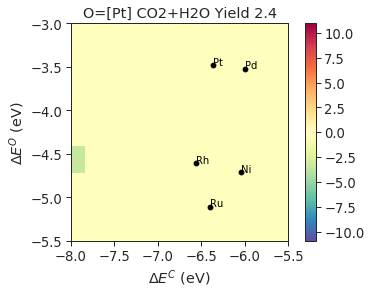 O=[Pt] CO2+H2O Yield 2.4
ΔE^O (eV)
−3.0
−3.5
−4.0
−4.5
−5.0
−5.5
Pt
Pd
Rh
Ni
Ru
−8.0 −7.5 −7.0 −6.5 −6.0 −5.5
ΔE^C (eV)
10.0
7.5
5.0
2.5
0.0
−2.5
−5.0
−7.5
−10.0